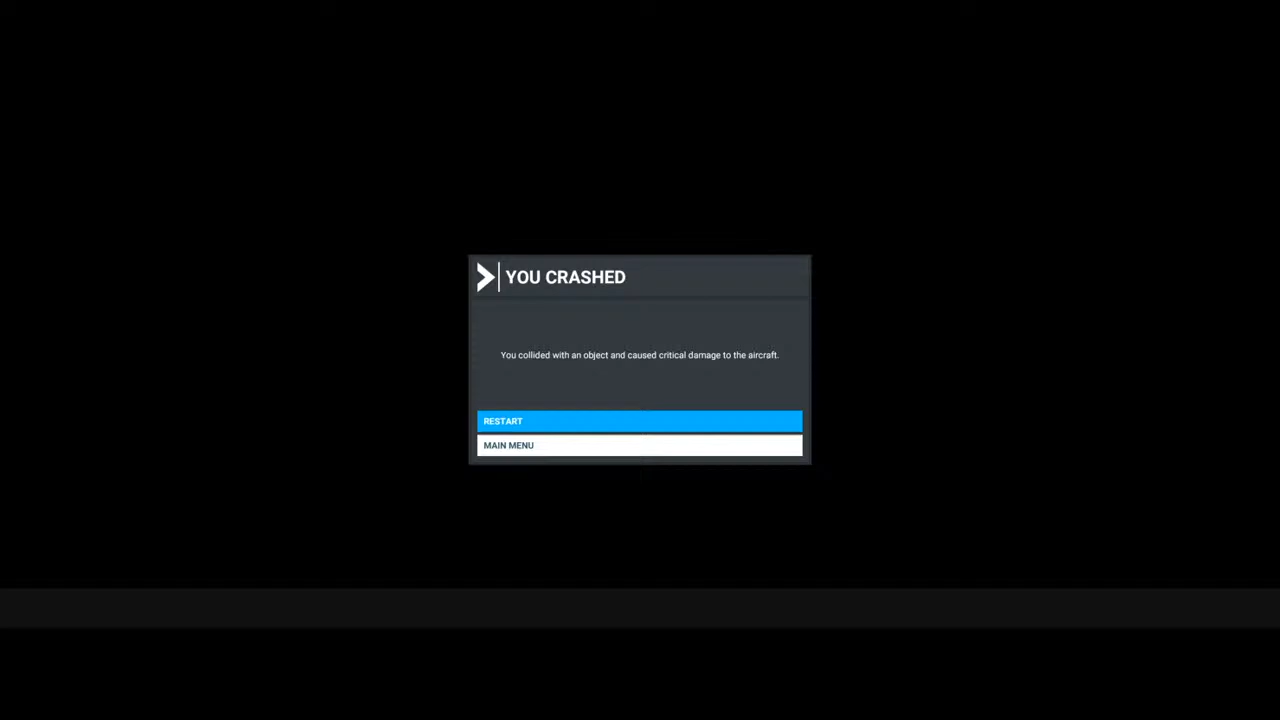 YOU CRASHED
You collided with an object and caused critical damage to the aircraft.
RESTART
MAIN MENU